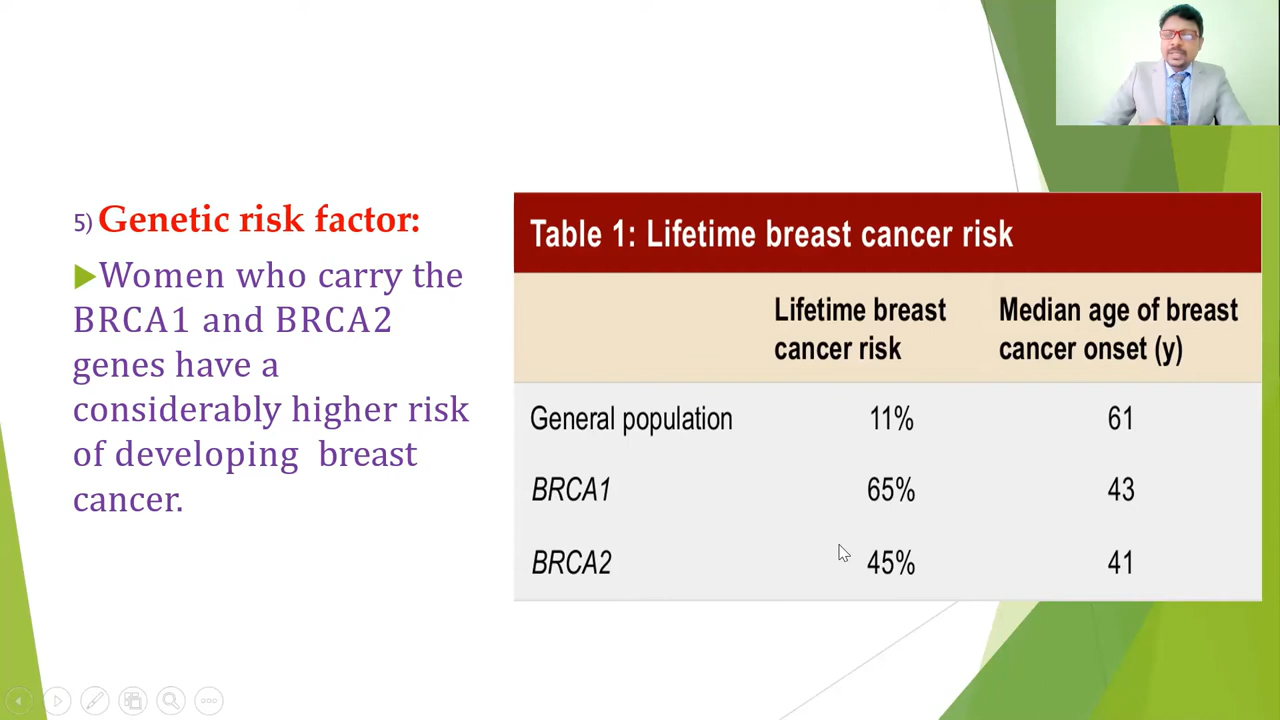 5) Genetic risk factor:
Women who carry the
BRCA1 and BRCA2
genes have a
considerably higher risk
of developing breast
cancer.
Table 1: Lifetime breast cancer risk
Lifetime breast cancer risk
Median age of breast cancer onset (y)
General population 11% 61
BRCA1 65% 43
BRCA2 45% 41